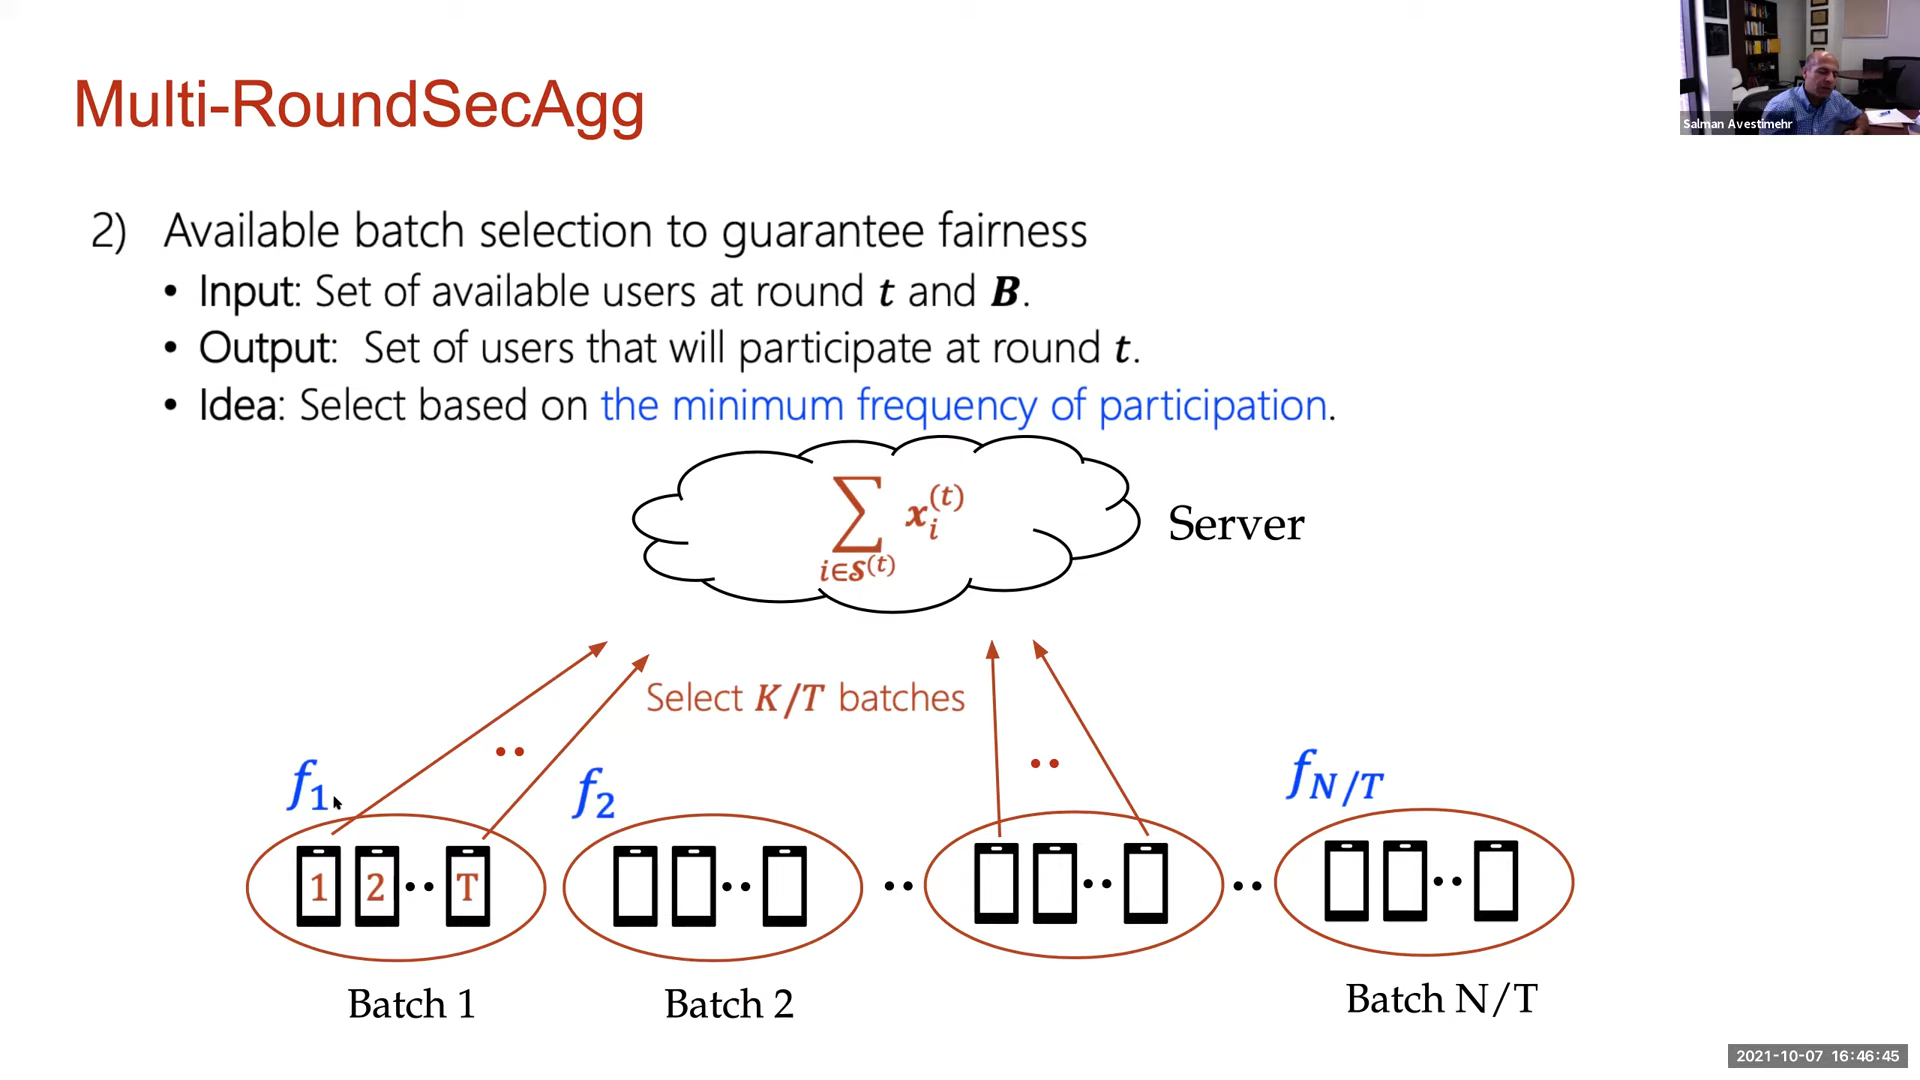 Multi-RoundSecAgg
Salman Avestimehr
2) Available batch selection to guarantee fairness
• Input: Set of available users at round t and B.
• Output: Set of users that will participate at round t.
• Idea: Select based on the minimum frequency of participation.
∑ x_i^(t)
i∈S^(t)
Server
Select K/T batches
f_1
f_2
f_N/T
1 2 ·· T
Batch 1
Batch 2
Batch N/T
2021-10-07 16:46:45